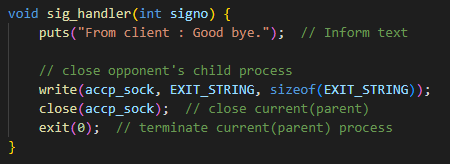 void sig_handler(int signo) {
    puts("From client : Good bye.");  // Inform text

    // close opponent's child process
    write(accp_sock, EXIT_STRING, sizeof(EXIT_STRING));
    close(accp_sock);  // close current(parent)
    exit(0);  // terminate current(parent) process
}